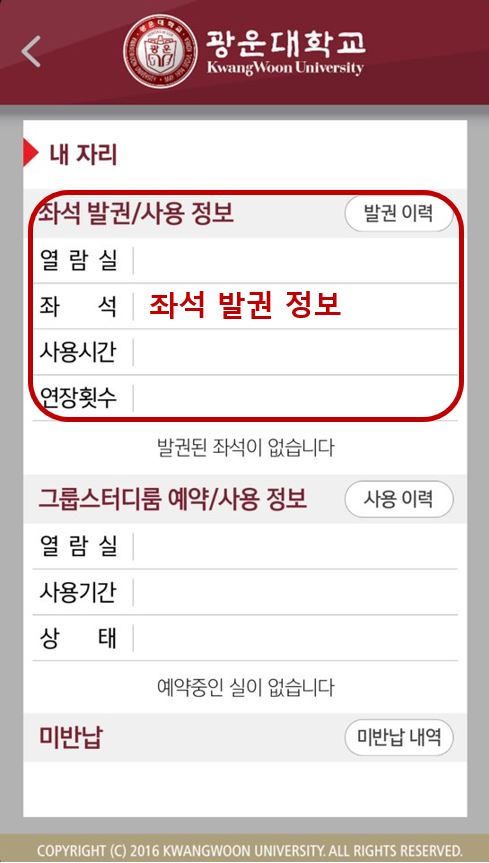 광운대학교
KwangWoon University
내 자리
좌석 발권/사용 정보
발권 이력
열 람 실
좌 석
좌석 발권 정보
사용시간
연장횟수
발권된 좌석이 없습니다
그룹스터디룸 예약/사용 정보
사용 이력
열 람 실
사용기간
상 태
예약중인 실이 없습니다
미반납
미반납 내역
COPYRIGHT (C) 2016 KWANGWOON UNIVERSITY. ALL RIGHTS RESERVED.